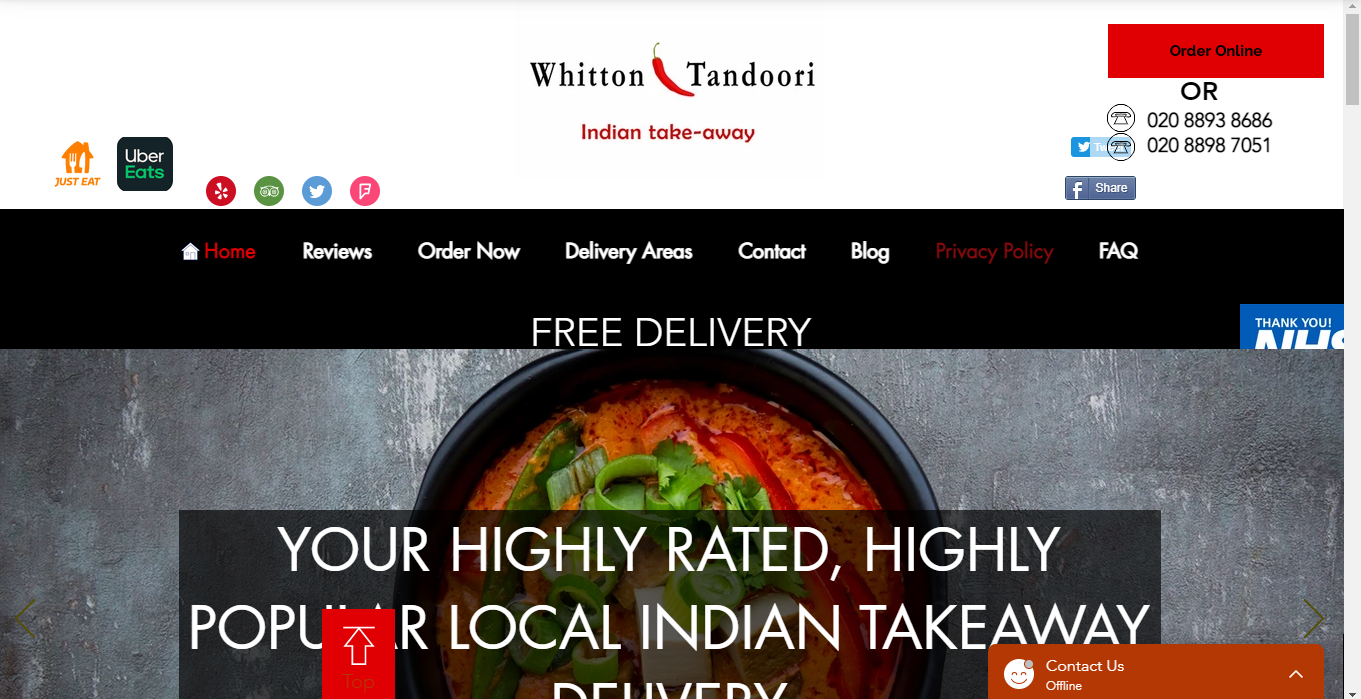 Whitton Tandoori
Indian take-away
Order Online
OR
020 8893 8686
020 8898 7051
JUST EAT
Uber
Eats
Share
Home Reviews Order Now Delivery Areas Contact Blog Privacy Policy FAQ
FREE DELIVERY
THANK YOU!
NHS
YOUR HIGHLY RATED, HIGHLY
POPULAR LOCAL INDIAN TAKEAWAY
DELIVERY
Top
Contact Us
Offline